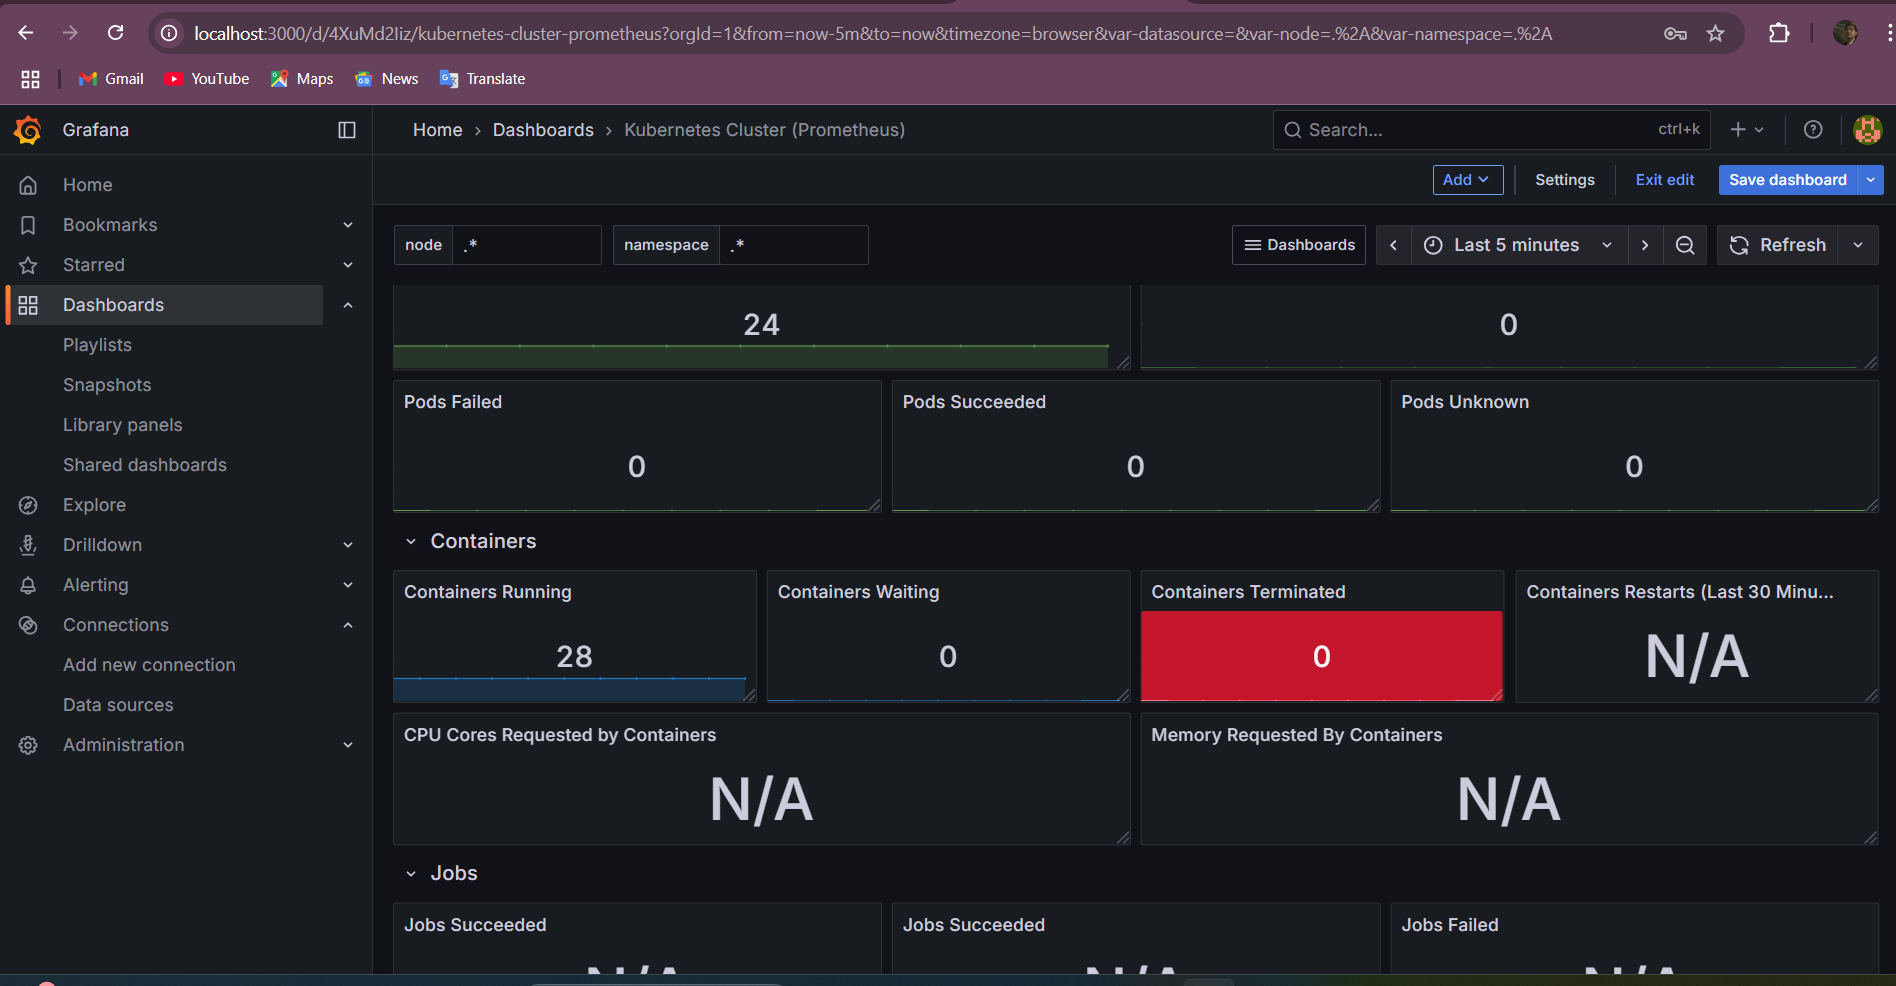 localhost:3000/d/4XuMd2Iiz/kubernetes-cluster-prometheus?orgId=1&from=now-5m&to=now&timezone=browser&var-datasource=&var-node=.%2A&var-namespace=.%2A
Gmail YouTube Maps News Translate
Grafana
Home › Dashboards › Kubernetes Cluster (Prometheus)
Search... ctrl+k
Add Settings Exit edit Save dashboard
Home
Bookmarks
Starred
Dashboards
Playlists
Snapshots
Library panels
Shared dashboards
Explore
Drilldown
Alerting
Connections
Add new connection
Data sources
Administration
node .* namespace .* Dashboards Last 5 minutes Refresh
24 0
Pods Failed Pods Succeeded Pods Unknown
0 0 0
Containers
Containers Running Containers Waiting Containers Terminated Containers Restarts (Last 30 Minu...
28 0 0 N/A
CPU Cores Requested by Containers Memory Requested By Containers
N/A N/A
Jobs
Jobs Succeeded Jobs Succeeded Jobs Failed
N/A N/A N/A